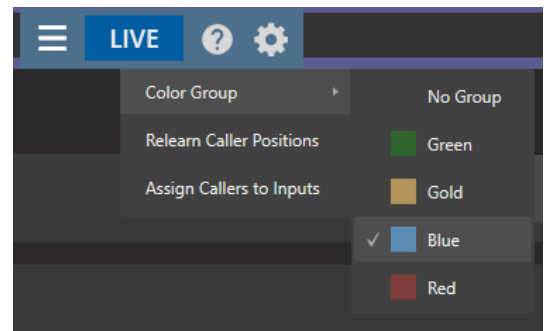 LIVE ?
Color Group
Relearn Caller Positions
Assign Callers to Inputs
No Group
Green
Gold
Blue
Red